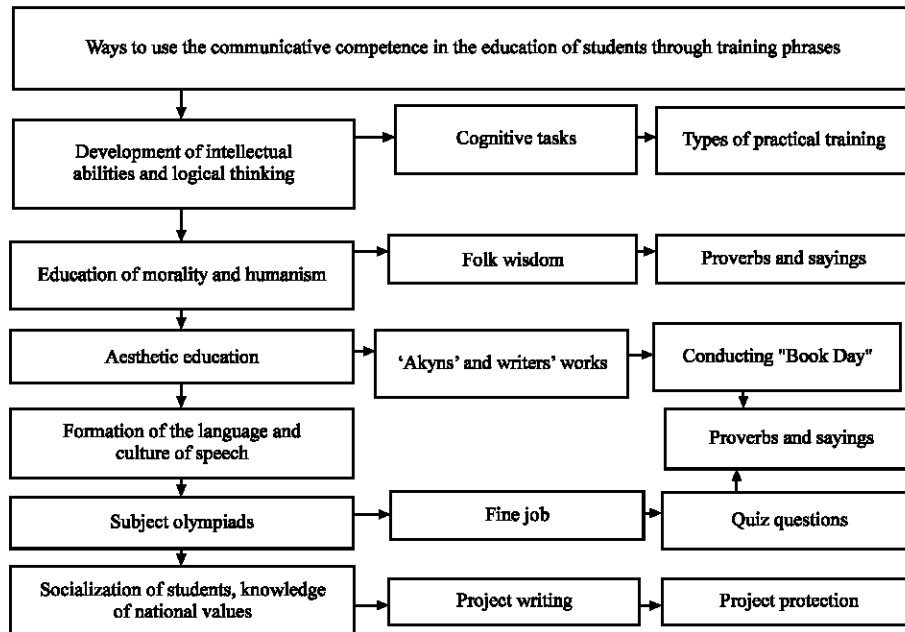 Ways to use the communicative competence in the education of students through training phrases
Development of intellectual
abilities and logical thinking
Cognitive tasks
Types of practical training
Education of morality and humanism
Folk wisdom
Proverbs and sayings
Aesthetic education
‘Akyns’ and writers’ works
Conducting "Book Day"
Formation of the language and
culture of speech
Proverbs and sayings
Subject olympiads
Fine job
Quiz questions
Socialization of students, knowledge
of national values
Project writing
Project protection